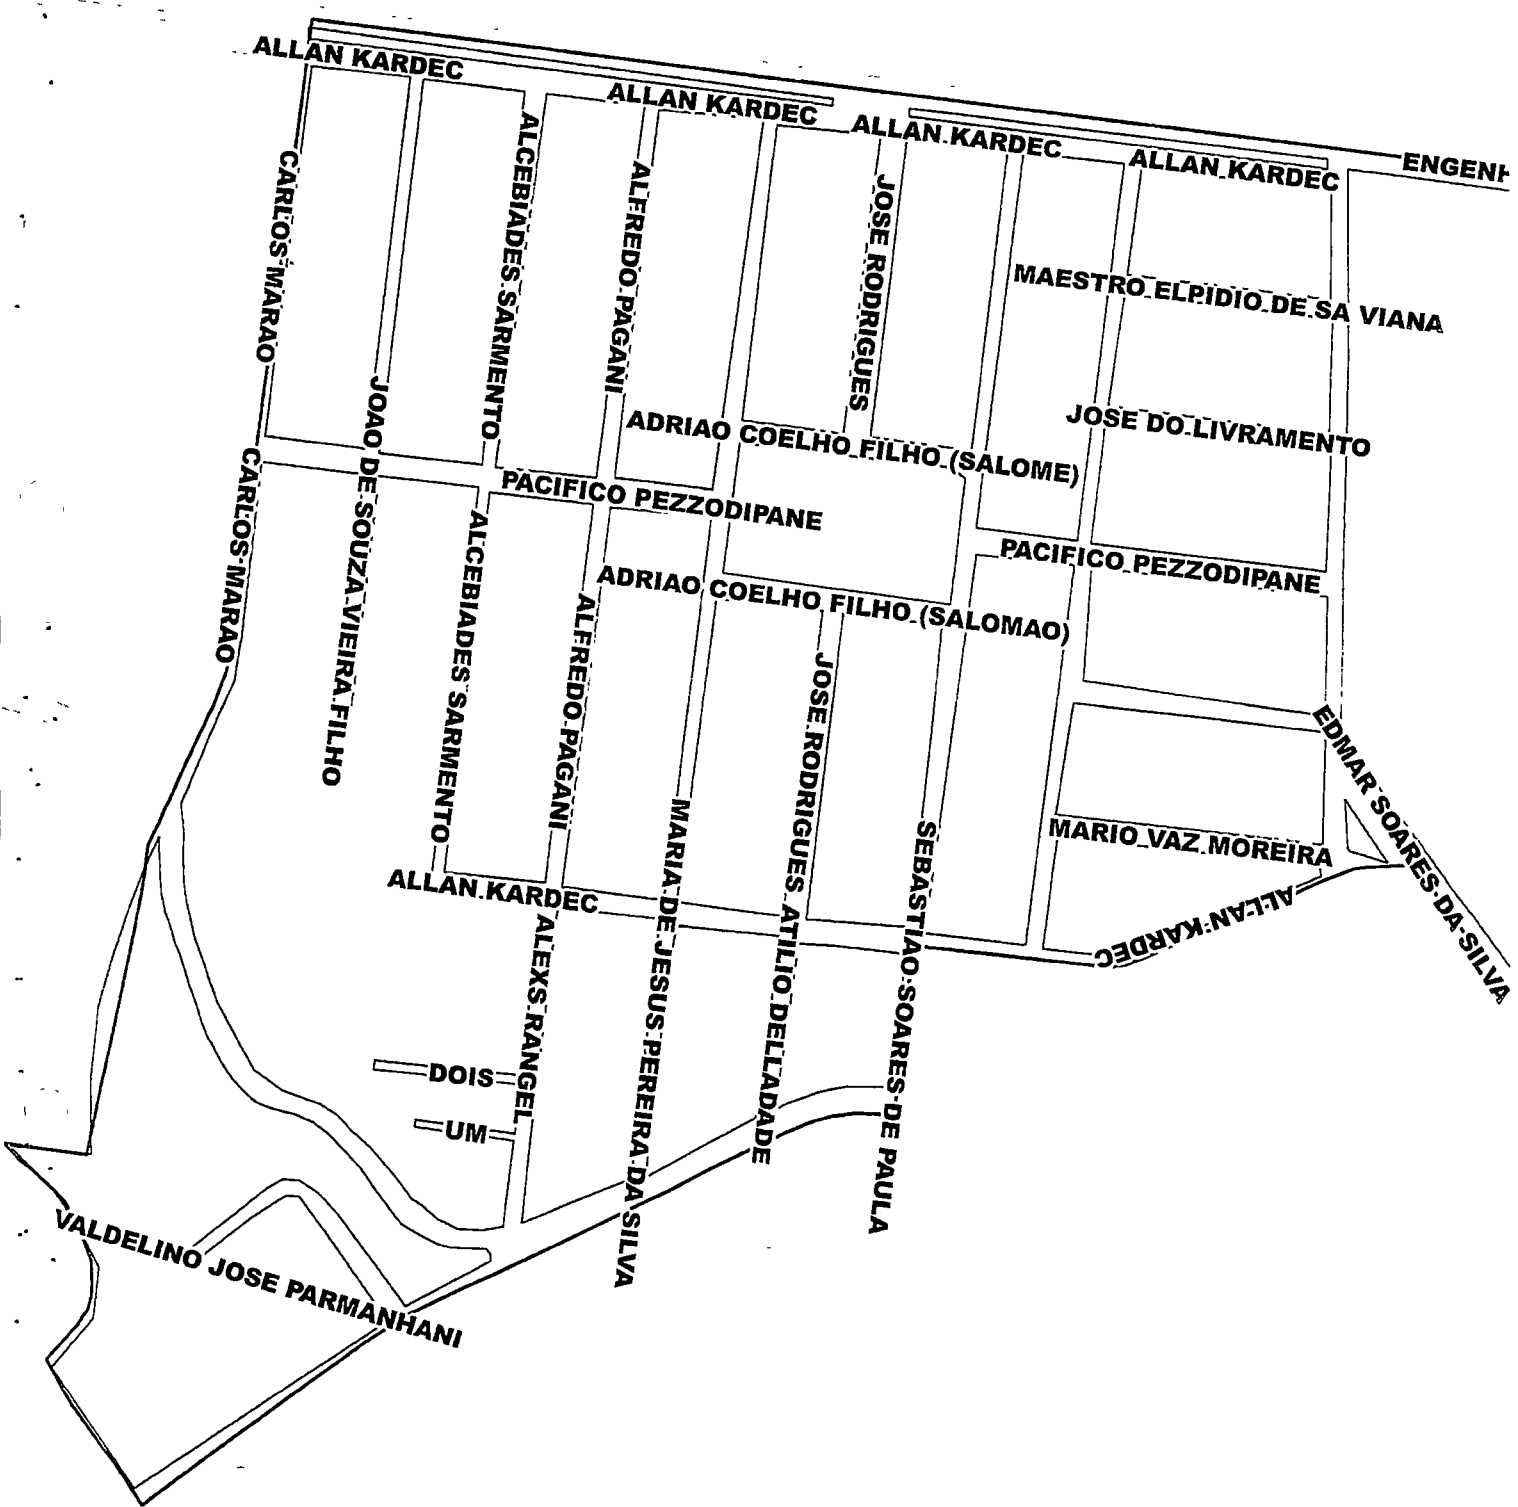 ALLAN KARDEC
ALLAN KARDEC
ALLAN KARDEC
ALLAN KARDEC
ENGENH
CARLOS MARAO
ALCEBIADES SARMENTO
ALFREDO PAGANI
JOSE RODRIGUES
MAESTRO ELPIDIO DE SA VIANA
JOAO DE SOUZA VIEIRA FILHO
ADRIAO COELHO FILHO (SALOME)
JOSE DO LIVRAMENTO
CARLOS MARAO
PACIFICO PEZZODIPANE
ALCEBIADES SARMENTO
PACIFICO PEZZODIPANE
ADRIAO COELHO FILHO (SALOMAO)
ALFREDO PAGANI
JOSE RODRIGUES
EDMAR SOARES DA SILVA
MARIA DE JESUS PEREIRA DA SILVA
SEBASTIAO SOARES DE PAULA
MARIO VAZ MOREIRA
ALLAN KARDEC
ALLAN KARDEC
ATILIO DELLADADE
ALEXS RANGEL
DOIS
UM
VALDELINO JOSE PARMANHANI